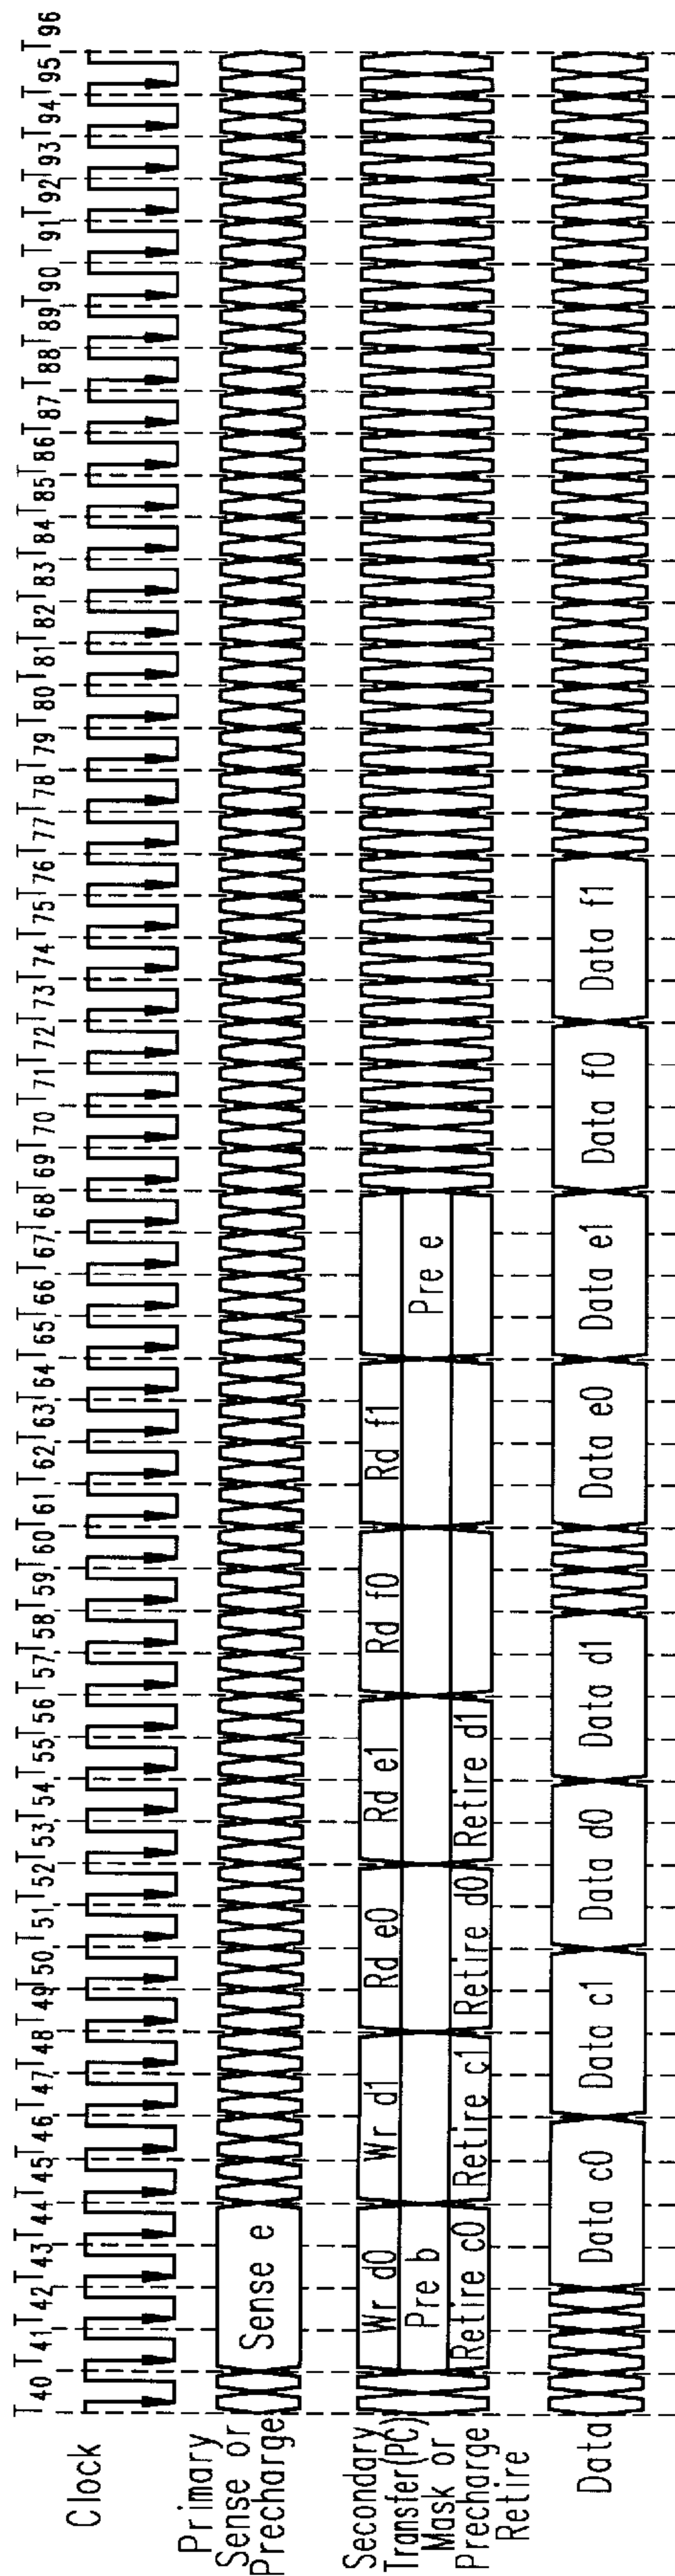 T40 T41 T42 T43 T44 T45 T46 T47 T48 T49 T50 T51 T52 T53 T54 T55 T56 T57 T58 T59 T60 T61 T62 T63 T64 T65 T66 T67 T68 T69 T70 T71 T72 T73 T74 T75 T76 T77 T78 T79 T80 T81 T82 T83 T84 T85 T86 T87 T88 T89 T90 T91 T92 T93 T94 T95 T96
Clock
Primary
Sense or
Precharge
Sense e
Secondary
Transfer(PC)
Mask or
Precharge
Retire
Wr d0 Wr d1 Rd e0 Rd e1 Rd f0 Rd f1
Pre b Pre e
Retire c0 Retire c1 Retire d0 Retire d1
Data
Data c0 Data c1 Data d0 Data d1 Data e0 Data e1 Data f0 Data f1